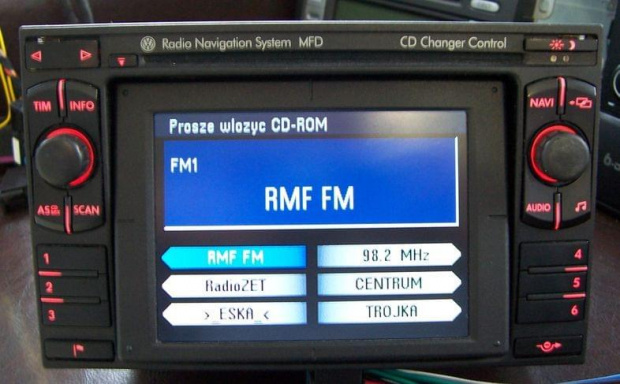 Radio Navigation System MFD CD Changer Control
TIM INFO
NAVI
Prosze wlozyc CD-ROM
FM1
RMF FM
AS SCAN
AUDIO
RMF FM 98.2 MHz
RadioZET CENTRUM
>_ESKA_< TROJKA
1
2
3
4
5
6